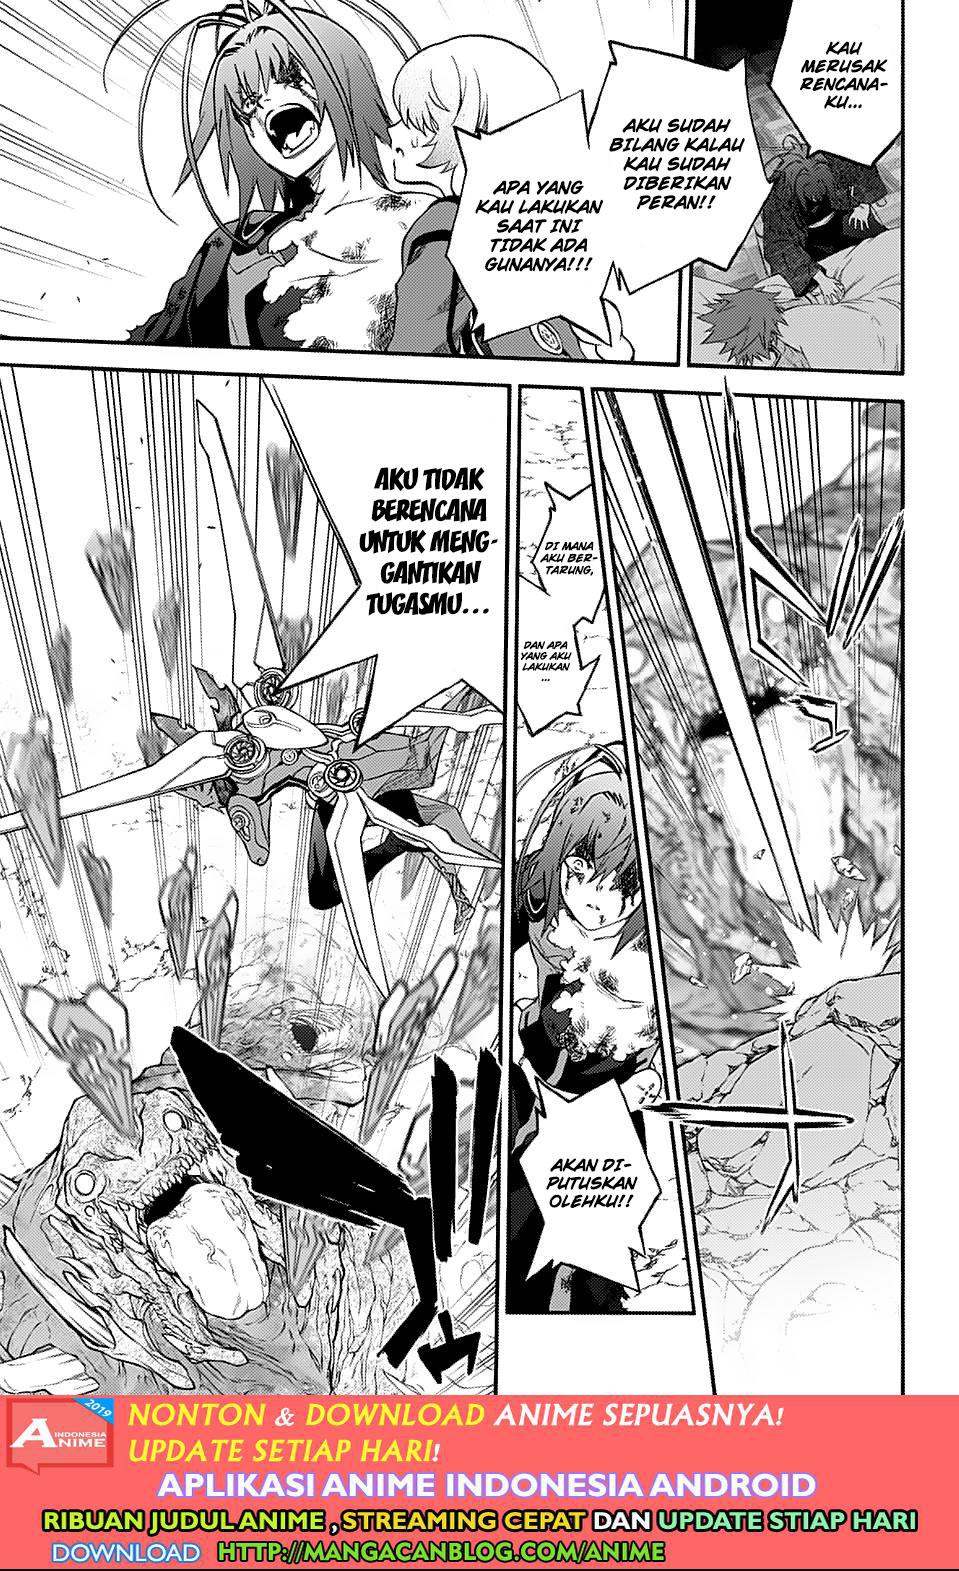 KAU
MERUSAK
RENCANA-
KU...
AKU SUDAH
BILANG KALAU
KAU SUDAH
DIBERIKAN
PERAN!!
APA YANG
KAU LAKUKAN
SAAT INI
TIDAK ADA
GUNANYA!!!
DI MANA
AKU BER-
TARUNG,
DAN APA
YANG AKU
LAKUKAN
...
AKAN DI-
PUTUSKAN
OLEHKU!!
AKU TIDAK
BERENCANA
UNTUK MENG-
GANTIKAN
TUGASMU...
2019
INDONESIA
ANIME
NONTON & DOWNLOAD ANIME SEPUASNYA!
UPDATE SETIAP HARI!
APLIKASI ANIME INDONESIA ANDROID
RIBUAN JUDUL ANIME , STREAMING CEPAT DAN UPDATE STIAP HARI
DOWNLOAD HTTP://MANGACANBLOG.COM/ANIME